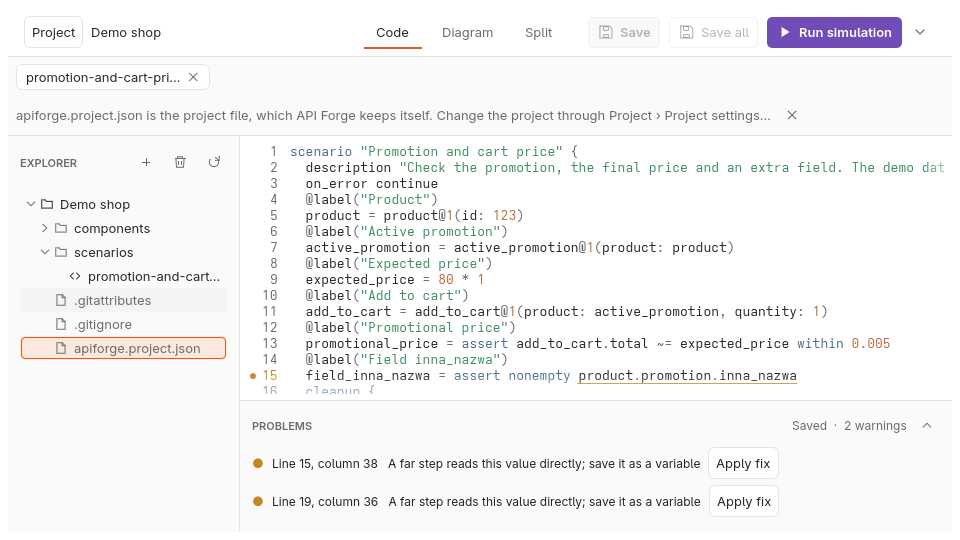 Project Demo shop Code Diagram Split Save Save all Run simulation
promotion-and-cart-pri...
apiforge.project.json is the project file, which API Forge keeps itself. Change the project through Project › Project settings...
EXPLORER
Demo shop
components
scenarios
promotion-and-cart...
.gitattributes
.gitignore
apiforge.project.json
1 scenario "Promotion and cart price" {
2 description "Check the promotion, the final price and an extra field. The demo dat
3 on_error continue
4 @label("Product")
5 product = product@1(id: 123)
6 @label("Active promotion")
7 active_promotion = active_promotion@1(product: product)
8 @label("Expected price")
9 expected_price = 80 * 1
10 @label("Add to cart")
11 add_to_cart = add_to_cart@1(product: active_promotion, quantity: 1)
12 @label("Promotional price")
13 promotional_price = assert add_to_cart.total ~= expected_price within 0.005
14 @label("Field inna_nazwa")
15 field_inna_nazwa = assert nonempty product.promotion.inna_nazwa
16 cleanup {
PROBLEMS Saved · 2 warnings
Line 15, column 38 A far step reads this value directly; save it as a variable Apply fix
Line 19, column 36 A far step reads this value directly; save it as a variable Apply fix